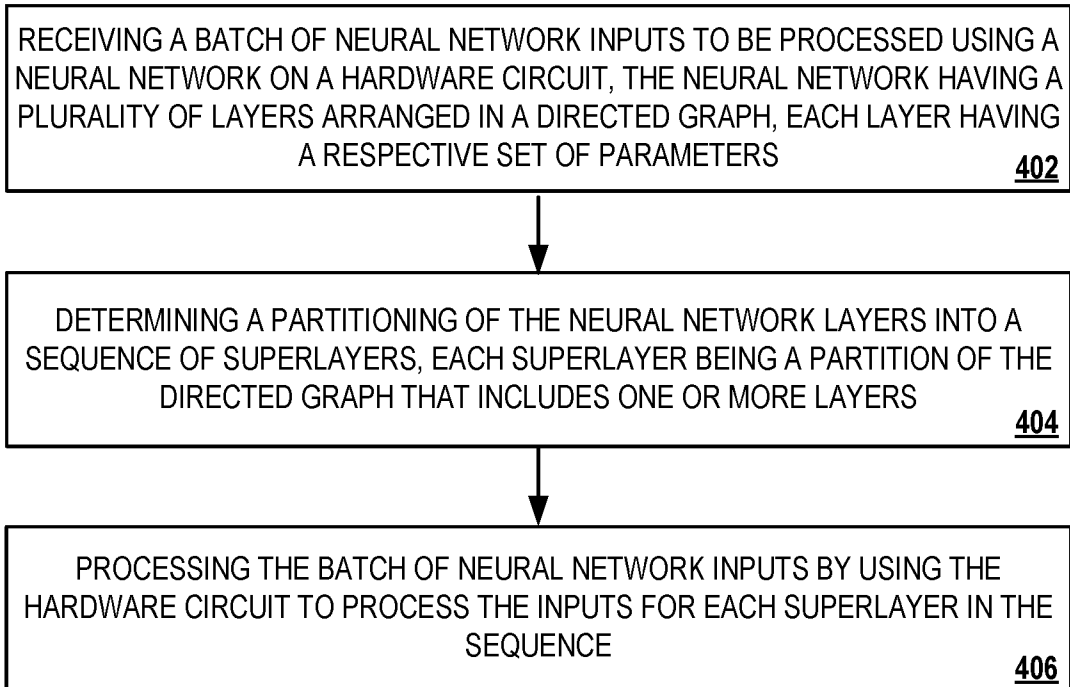 RECEIVING A BATCH OF NEURAL NETWORK INPUTS TO BE PROCESSED USING A
NEURAL NETWORK ON A HARDWARE CIRCUIT, THE NEURAL NETWORK HAVING A
PLURALITY OF LAYERS ARRANGED IN A DIRECTED GRAPH, EACH LAYER HAVING
A RESPECTIVE SET OF PARAMETERS
402
DETERMINING A PARTITIONING OF THE NEURAL NETWORK LAYERS INTO A
SEQUENCE OF SUPERLAYERS, EACH SUPERLAYER BEING A PARTITION OF THE
DIRECTED GRAPH THAT INCLUDES ONE OR MORE LAYERS
404
PROCESSING THE BATCH OF NEURAL NETWORK INPUTS BY USING THE
HARDWARE CIRCUIT TO PROCESS THE INPUTS FOR EACH SUPERLAYER IN THE
SEQUENCE
406